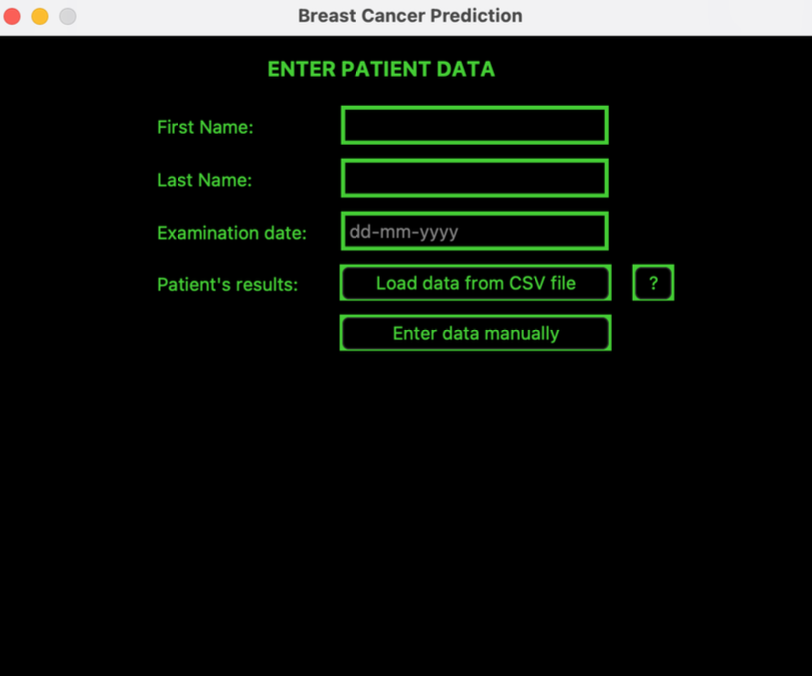 Breast Cancer Prediction
ENTER PATIENT DATA
First Name:
Last Name:
Examination date: dd-mm-yyyy
Patient's results: Load data from CSV file ?
Enter data manually